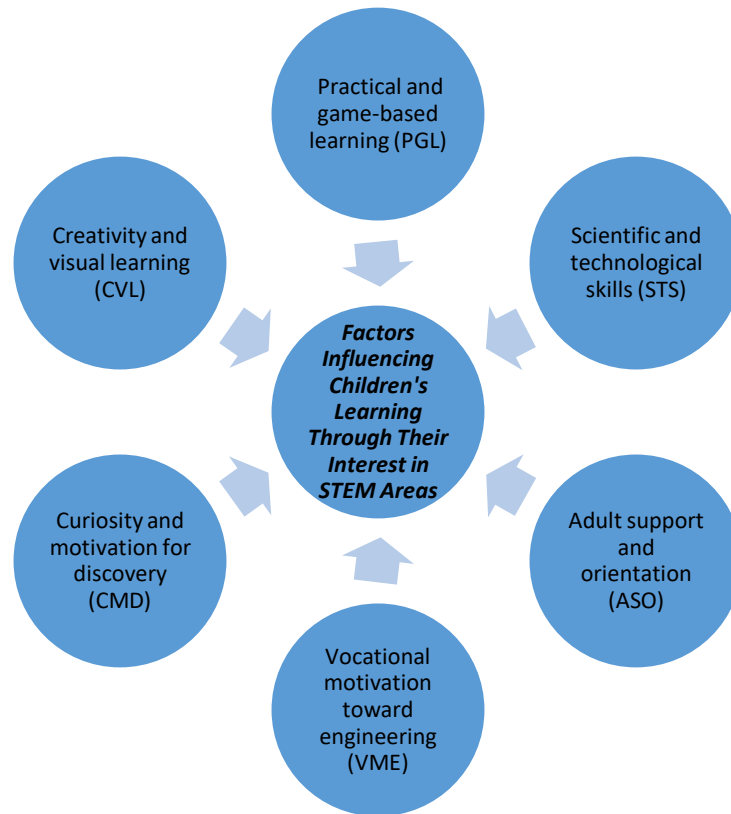 Practical and
game-based
learning (PGL)
Creativity and
visual learning
(CVL)
Scientific and
technological
skills (STS)
Factors
Influencing
Children's
Learning
Through Their
Interest in
STEM Areas
Curiosity and
motivation for
discovery
(CMD)
Adult support
and
orientation
(ASO)
Vocational
motivation
toward
engineering
(VME)